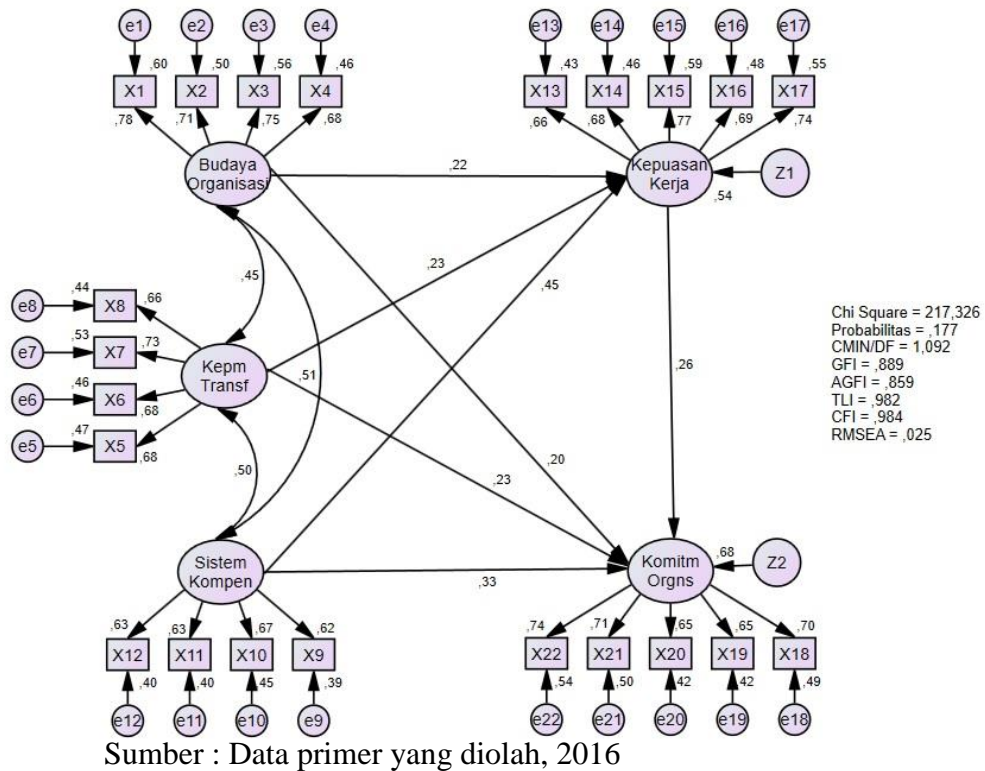 e1 e2 e3 e4 e13 e14 e15 e16 e17
,60 ,50 ,56 ,46 ,43 ,46 ,59 ,48 ,55
X1 X2 X3 X4 X13 X14 X15 X16 X17
,78 ,71 ,75 ,68 ,66 ,68 ,77 ,69 ,74
Budaya
Organisasi
,22
Kepuasan
Kerja
,54
Z1
,45
,23
,45
e8 ,44 X8 ,66
e7 ,53 X7 ,73
e6 ,46 X6 ,68
e5 ,47 X5 ,68
Kepm
Transf
,51
,26
Chi Square = 217,326
Probabilitas = ,177
CMIN/DF = 1,092
GFI = ,889
AGFI = ,859
TLI = ,982
CFI = ,984
RMSEA = ,025
,50
,23
,20
Sistem
Kompen
,33
Komitm
Orgns
,68
Z2
,63 ,63 ,67 ,62 ,74 ,71 ,65 ,65 ,70
X12 X11 X10 X9 X22 X21 X20 X19 X18
,40 ,40 ,45 ,39 ,54 ,50 ,42 ,42 ,49
e12 e11 e10 e9 e22 e21 e20 e19 e18
Sumber : Data primer yang diolah, 2016